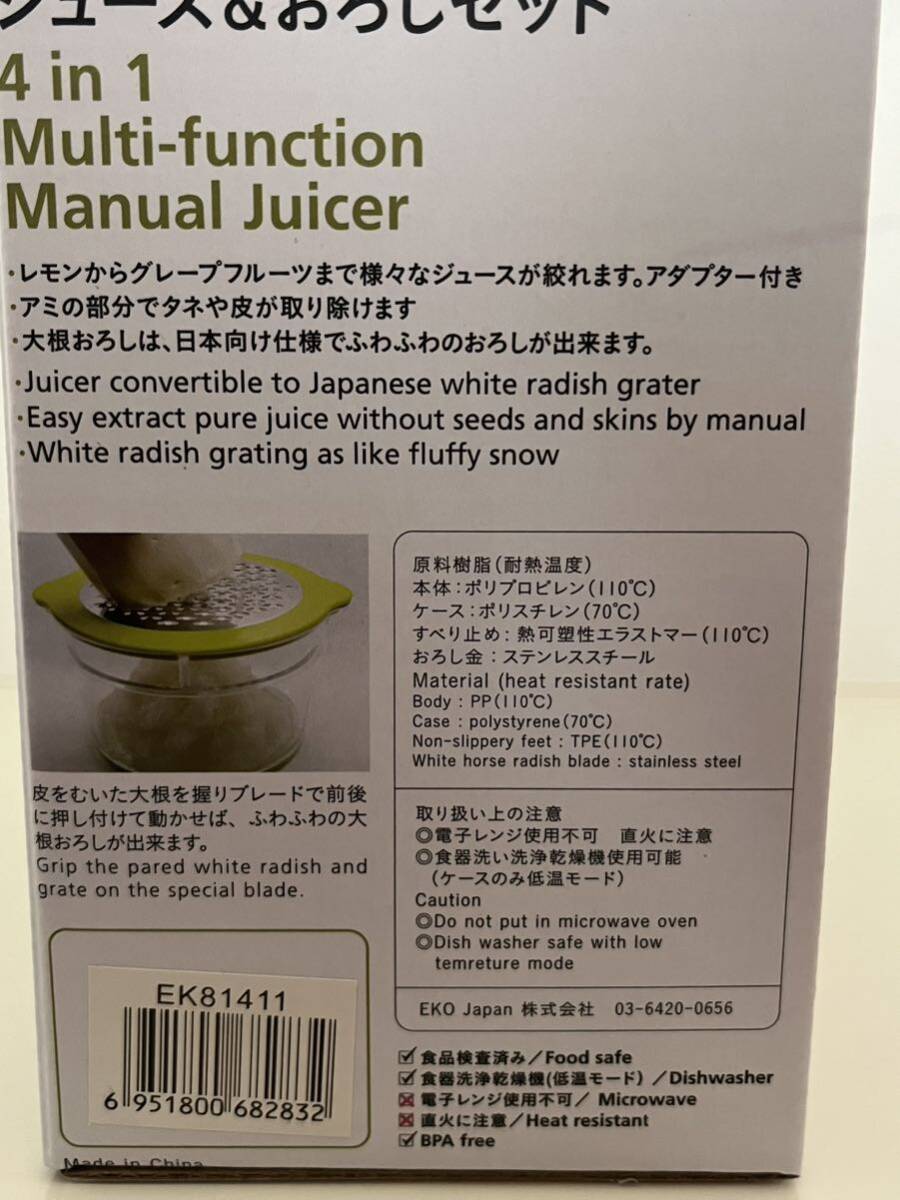 ジュース&おろしセット
4 in 1
Multi-function
Manual Juicer
・レモンからグレープフルーツまで様々なジュースが絞れます。アダプター付き
・アミの部分でタネや皮が取り除けます
・大根おろしは、日本向け仕様でふわふわのおろしが出来ます。
・Juicer convertible to Japanese white radish grater
・Easy extract pure juice without seeds and skins by manual
・White radish grating as like fluffy snow
皮をむいた大根を握りブレードで前後
に押し付けて動かせば、ふわふわの大
根おろしが出来ます。
Grip the pared white radish and
grate on the special blade.
原料樹脂(耐熱温度)
本体：ポリプロピレン(110℃)
ケース：ポリスチレン(70℃)
すべり止め：熱可塑性エラストマー(110℃)
おろし金：ステンレススチール
Material (heat resistant rate)
Body : PP(110℃)
Case : polystyrene(70℃)
Non-slippery feet : TPE(110℃)
White horse radish blade : stainless steel
取り扱い上の注意
◎電子レンジ使用不可　直火に注意
◎食器洗い洗浄乾燥機使用可能
(ケースのみ低温モード)
Caution
◎Do not put in microwave oven
◎Dish washer safe with low
temreture mode
EKO Japan 株式会社　03-6420-0656
☑食品検査済み/Food safe
☑食器洗浄乾燥機(低温モード）/Dishwasher
☒電子レンジ使用不可/ Microwave
☒直火に注意/Heat resistant
☑BPA free
EK81411
6 951800 682832
Made in China